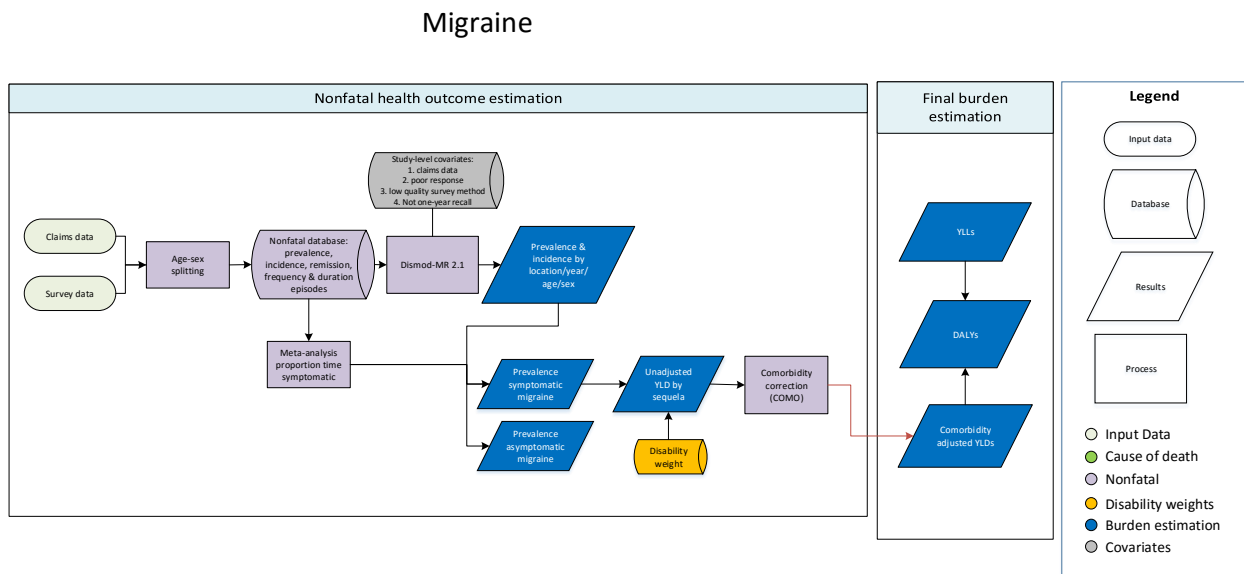 Migraine
Nonfatal health outcome estimation
Study-level covariates:
1. claims data
2. poor response
3. low quality survey method
4. Not one-year recall
Claims data
Survey data
Age-sex
splitting
Nonfatal database:
prevalence,
incidence, remission,
frequency & duration
episodes
Dismod-MR 2.1
Prevalence &
incidence by
location/year/
age/sex
Meta-analysis
proportion time
symptomatic
Prevalence
symptomatic
migraine
Unadjusted
YLD by
sequela
Comorbidity
correction
(COMO)
Prevalence
asymptomatic
migraine
Disability
weight
Final burden
estimation
YLLs
DALYs
Comorbidity
adjusted YLDs
Legend
Input data
Database
Results
Process
Input Data
Cause of death
Nonfatal
Disability weights
Burden estimation
Covariates